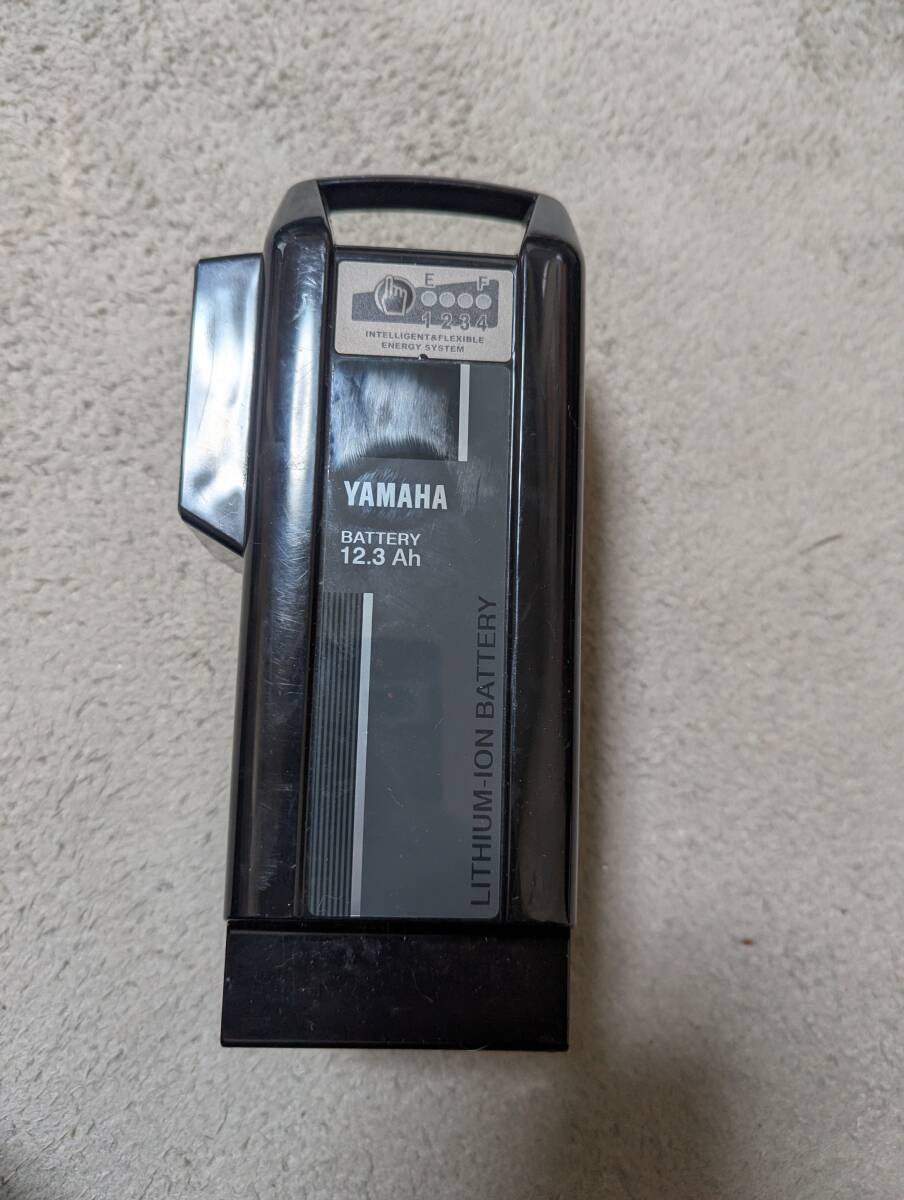 E F
1-2-3-4
INTELLIGENT&FLEXIBLE
ENERGY SYSTEM
YAMAHA
BATTERY
12.3 Ah
LITHIUM-ION BATTERY